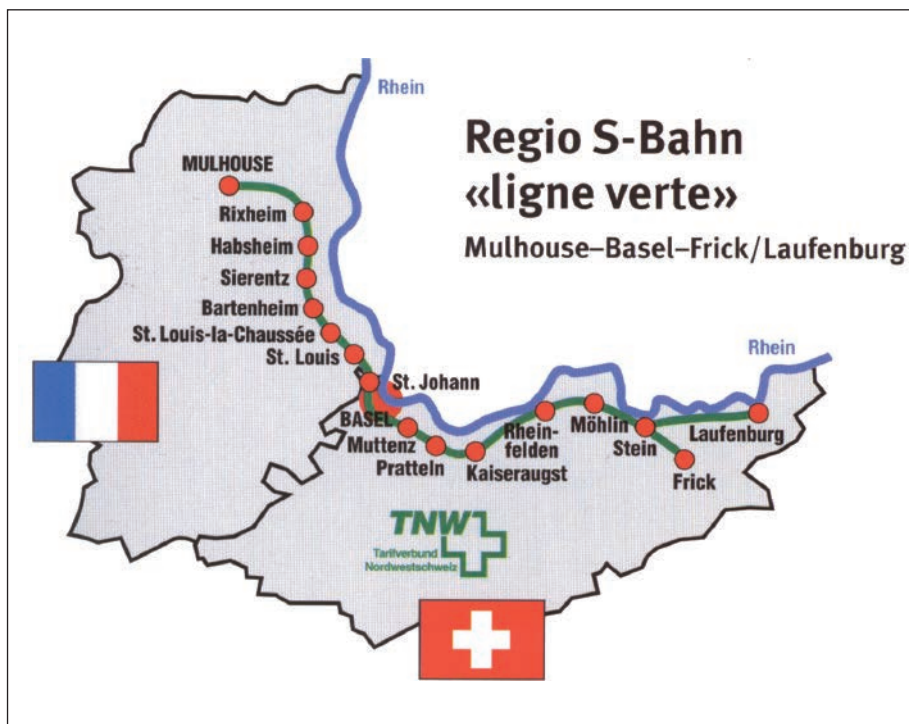 Rhein
Regio S-Bahn
«ligne verte»
Mulhouse–Basel–Frick/Laufenburg
MULHOUSE
Rixheim
Habsheim
Sierentz
Bartenheim
St. Louis-la-Chaussée
St. Louis
St. Johann
BASEL
Muttenz
Pratteln
Kaiseraugst
Rhein-
felden
Möhlin
Stein
Laufenburg
Frick
Rhein
TNW
Tarifverbund
Nordwestschweiz